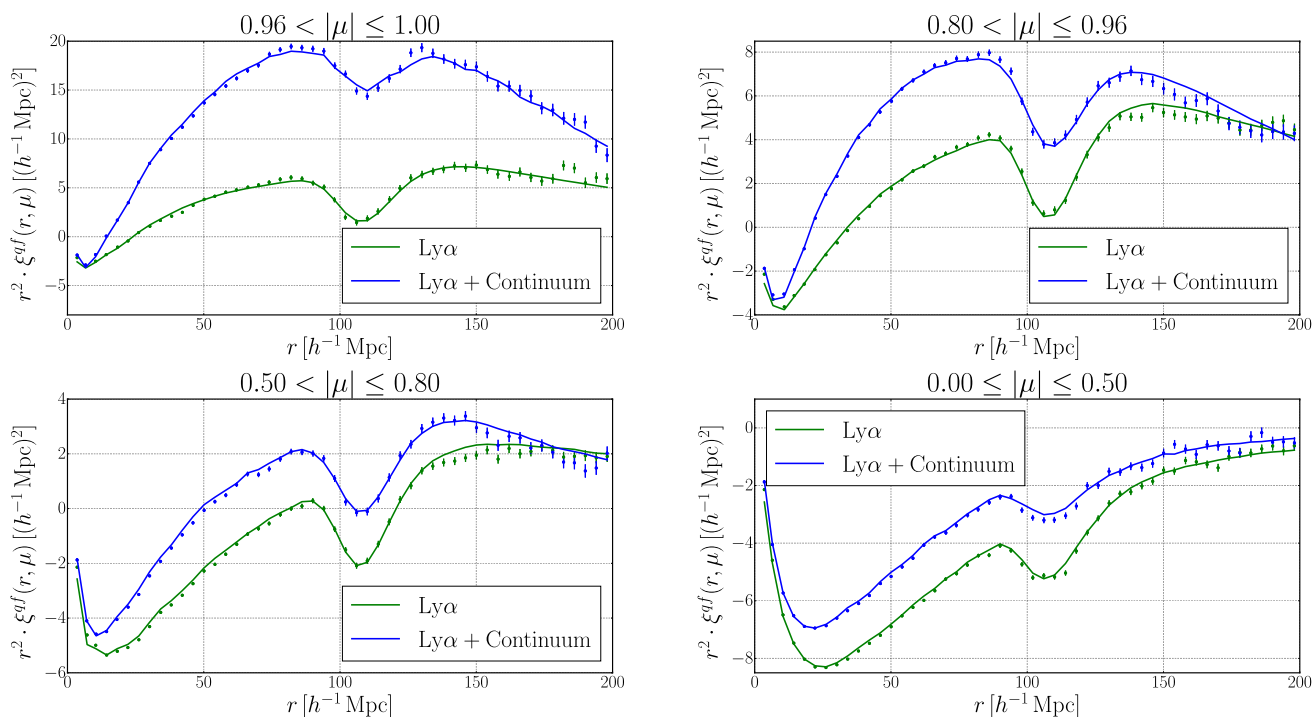 0.96 < |μ| ≤ 1.00
r² · ξ^{qf}(r, μ) [(h⁻¹ Mpc)²]
20
15
10
5
0
−5
Lyα
Lyα + Continuum
0 50 100 150 200
r [h⁻¹ Mpc]
0.80 < |μ| ≤ 0.96
r² · ξ^{qf}(r, μ) [(h⁻¹ Mpc)²]
8
6
4
2
0
−2
−4
Lyα
Lyα + Continuum
0 50 100 150 200
r [h⁻¹ Mpc]
0.50 < |μ| ≤ 0.80
r² · ξ^{qf}(r, μ) [(h⁻¹ Mpc)²]
4
2
0
−2
−4
−6
Lyα
Lyα + Continuum
0 50 100 150 200
r [h⁻¹ Mpc]
0.00 ≤ |μ| ≤ 0.50
r² · ξ^{qf}(r, μ) [(h⁻¹ Mpc)²]
0
−2
−4
−6
−8
Lyα
Lyα + Continuum
0 50 100 150 200
r [h⁻¹ Mpc]